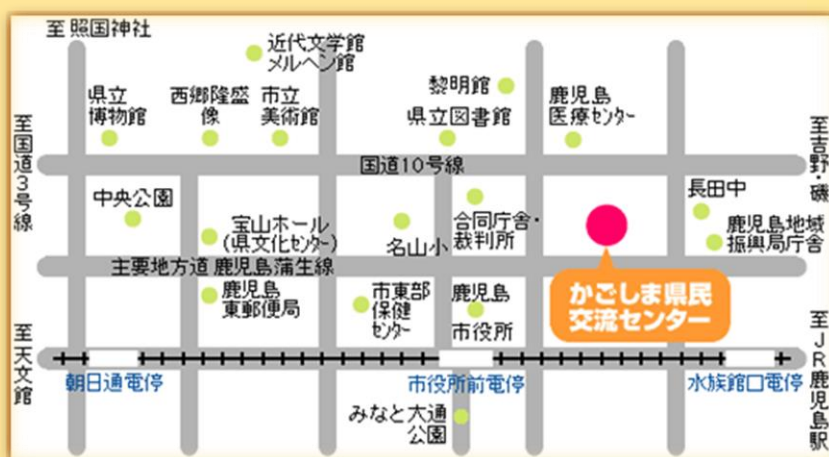 至 照国神社
近代文学館
メルヘン館
黎明館
県立
博物館
西郷隆盛
像
市立
美術館
県立図書館
鹿児島
医療センター
至国道3号線
国道10号線
至吉野・磯
中央公園
宝山ホール
(県文化センター)
名山小
合同庁舎・
裁判所
長田中
鹿児島地域
振興局庁舎
主要地方道 鹿児島蒲生線
かごしま県民
交流センター
鹿児島
東郵便局
市東部
保健
センター
鹿児島
市役所
至天文館
至JR鹿児島駅
朝日通電停
市役所前電停
水族館口電停
みなと大通
公園